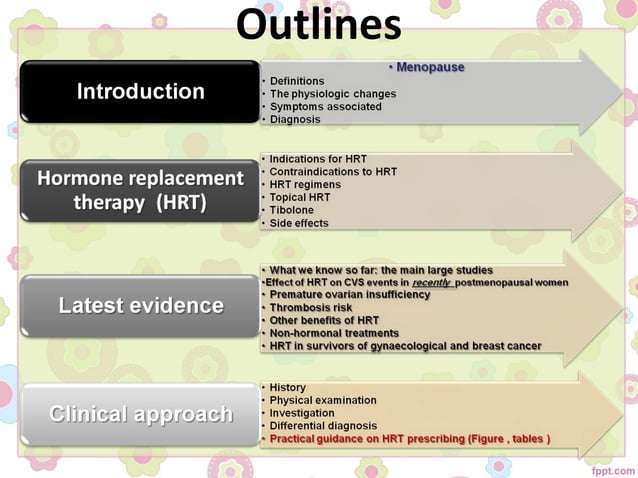 Outlines
Introduction
• Menopause
• Definitions
• The physiologic changes
• Symptoms associated
• Diagnosis
Hormone replacement
therapy (HRT)
• Indications for HRT
• Contraindications to HRT
• HRT regimens
• Topical HRT
• Tibolone
• Side effects
Latest evidence
• What we know so far: the main large studies
•Effect of HRT on CVS events in recently postmenopausal women
• Premature ovarian insufficiency
• Thrombosis risk
• Other benefits of HRT
• Non-hormonal treatments
• HRT in survivors of gynaecological and breast cancer
Clinical approach
• History
• Physical examination
• Investigation
• Differential diagnosis
• Practical guidance on HRT prescribing (Figure , tables )
fppt.com